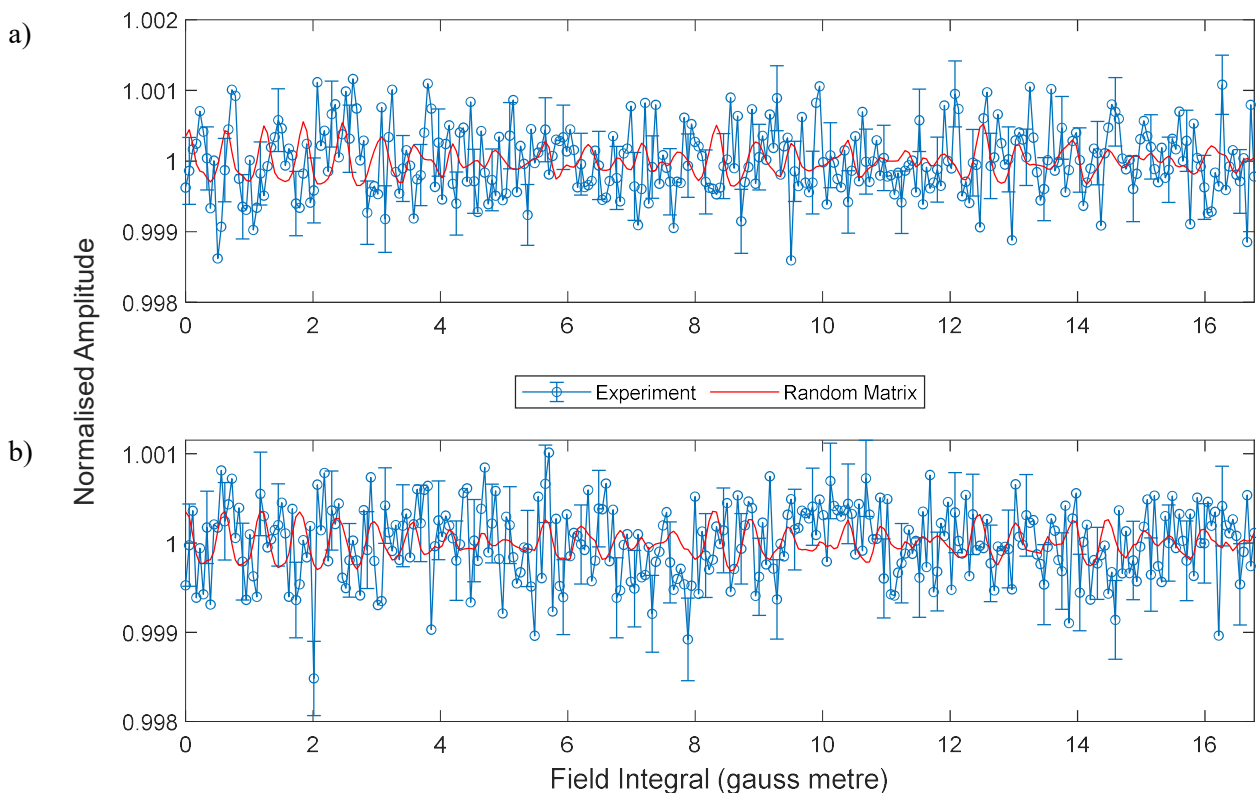 a)
1.002
1.001
1
0.999
0.998
0 2 4 6 8 10 12 14 16
Normalised Amplitude
Experiment Random Matrix
b)
1.001
1
0.999
0.998
0 2 4 6 8 10 12 14 16
Field Integral (gauss metre)